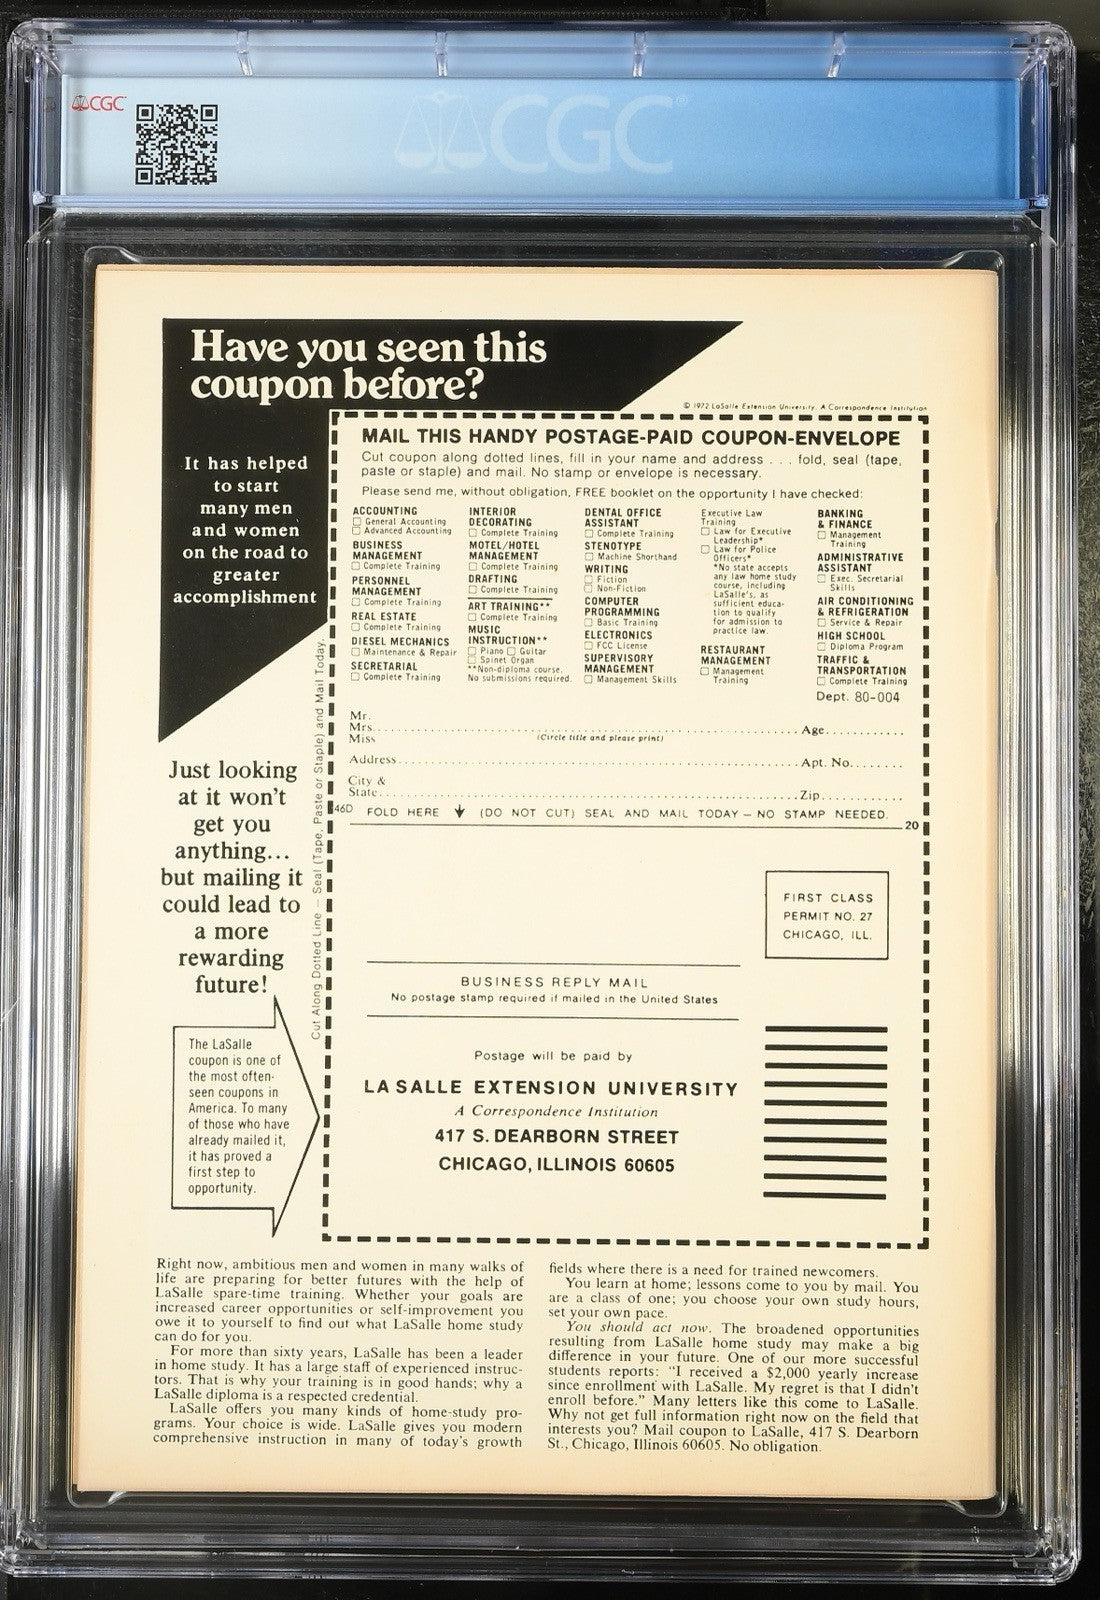 CGC
CGC®
Have you seen this
coupon before?
© 1972 LaSalle Extension University. A Correspondence Institution
It has helped
to start
many men
and women
on the road to
greater
accomplishment
MAIL THIS HANDY POSTAGE-PAID COUPON-ENVELOPE
Cut coupon along dotted lines, fill in your name and address . . . fold, seal (tape,
paste or staple) and mail. No stamp or envelope is necessary.
Please send me, without obligation, FREE booklet on the opportunity I have checked:
ACCOUNTING
☐ General Accounting
☐ Advanced Accounting
BUSINESS
MANAGEMENT
☐ Complete Training
PERSONNEL
MANAGEMENT
☐ Complete Training
REAL ESTATE
☐ Complete Training
DIESEL MECHANICS
☐ Maintenance & Repair
SECRETARIAL
☐ Complete Training
INTERIOR
DECORATING
☐ Complete Training
MOTEL/HOTEL
MANAGEMENT
☐ Complete Training
DRAFTING
☐ Complete Training
ART TRAINING**
☐ Complete Training
MUSIC
INSTRUCTION**
☐ Piano ☐ Guitar
☐ Spinet Organ
**Non-diploma course.
No submissions required.
DENTAL OFFICE
ASSISTANT
☐ Complete Training
STENOTYPE
☐ Machine Shorthand
WRITING
☐ Fiction
☐ Non-Fiction
COMPUTER
PROGRAMMING
☐ Basic Training
ELECTRONICS
☐ FCC License
SUPERVISORY
MANAGEMENT
☐ Management Skills
Executive Law
Training
☐ Law for Executive
Leadership*
☐ Law for Police
Officers*
*No state accepts
any law home study
course, including
LaSalle's, as
sufficient educa-
tion to qualify
for admission to
practice law.
RESTAURANT
MANAGEMENT
☐ Management
Training
BANKING
& FINANCE
☐ Management
Training
ADMINISTRATIVE
ASSISTANT
☐ Exec. Secretarial
Skills
AIR CONDITIONING
& REFRIGERATION
☐ Service & Repair
HIGH SCHOOL
☐ Diploma Program
TRAFFIC &
TRANSPORTATION
☐ Complete Training
Dept. 80-004
Mr.
Mrs. Age
Miss (Circle title and please print)
Address Apt. No.
City &
State Zip
46D FOLD HERE (DO NOT CUT) SEAL AND MAIL TODAY — NO STAMP NEEDED.
20
Cut Along Dotted Line — Seal (Tape, Paste or Staple) and Mail Today.
Just looking
at it won't
get you
anything...
but mailing it
could lead to
a more
rewarding
future!
FIRST CLASS
PERMIT NO. 27
CHICAGO, ILL.
BUSINESS REPLY MAIL
No postage stamp required if mailed in the United States
Postage will be paid by
LA SALLE EXTENSION UNIVERSITY
A Correspondence Institution
417 S. DEARBORN STREET
CHICAGO, ILLINOIS 60605
The LaSalle
coupon is one of
the most often-
seen coupons in
America. To many
of those who have
already mailed it,
it has proved a
first step to
opportunity.
Right now, ambitious men and women in many walks of
life are preparing for better futures with the help of
LaSalle spare-time training. Whether your goals are
increased career opportunities or self-improvement you
owe it to yourself to find out what LaSalle home study
can do for you.
For more than sixty years, LaSalle has been a leader
in home study. It has a large staff of experienced instruc-
tors. That is why your training is in good hands; why a
LaSalle diploma is a respected credential.
LaSalle offers you many kinds of home-study pro-
grams. Your choice is wide. LaSalle gives you modern
comprehensive instruction in many of today's growth
fields where there is a need for trained newcomers.
You learn at home; lessons come to you by mail. You
are a class of one; you choose your own study hours,
set your own pace.
You should act now. The broadened opportunities
resulting from LaSalle home study may make a big
difference in your future. One of our more successful
students reports: "I received a $2,000 yearly increase
since enrollment with LaSalle. My regret is that I didn't
enroll before." Many letters like this come to LaSalle.
Why not get full information right now on the field that
interests you? Mail coupon to LaSalle, 417 S. Dearborn
St., Chicago, Illinois 60605. No obligation.